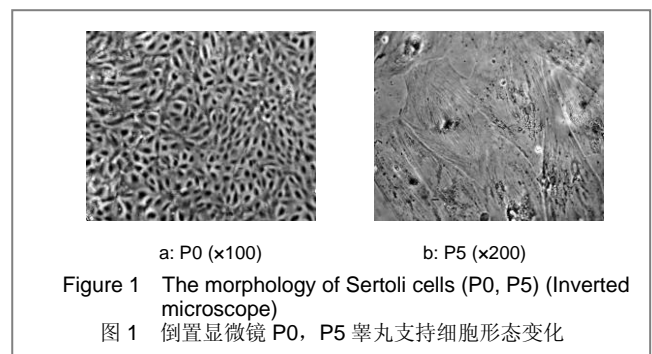 a: P0 (×100) b: P5 (×200)
Figure 1 The morphology of Sertoli cells (P0, P5) (Inverted
microscope)
图 1 倒置显微镜 P0，P5 睾丸支持细胞形态变化